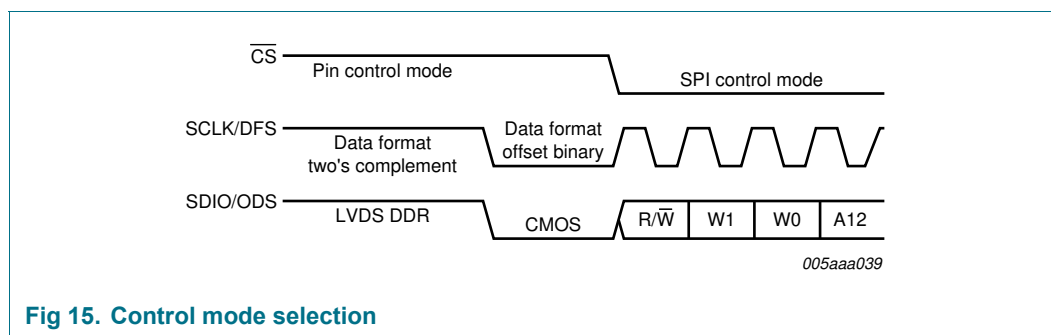 CS
Pin control mode
SPI control mode
SCLK/DFS
Data format
two's complement
Data format
offset binary
SDIO/ODS
LVDS DDR
CMOS
R/W̅
W1
W0
A12
005aaa039
Fig 15. Control mode selection